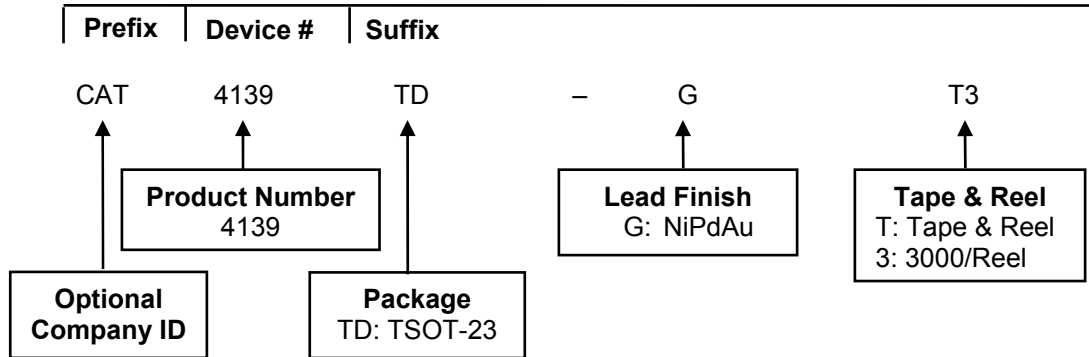 Prefix Device # Suffix
CAT 4139 TD – G T3
Product Number
4139
Lead Finish
G: NiPdAu
Tape & Reel
T: Tape & Reel
3: 3000/Reel
Optional
Company ID
Package
TD: TSOT-23